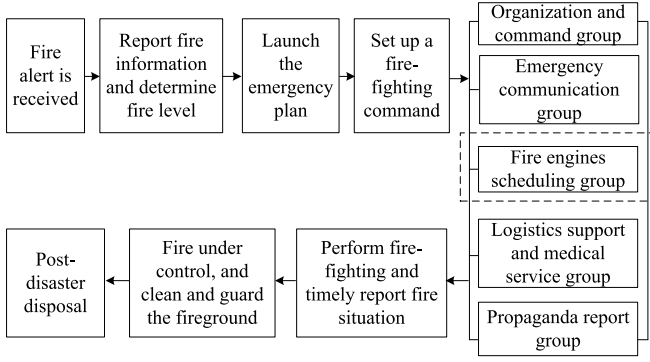 Fire
alert is
received
Report fire
information
and determine
fire level
Launch
the
emergency
plan
Set up a
fire-
fighting
command
Organization and
command group
Emergency
communication
group
Fire engines
scheduling group
Logistics support
and medical
service group
Propaganda report
group
Perform fire-
fighting and
timely report fire
situation
Fire under
control, and
clean and guard
the fireground
Post-
disaster
disposal